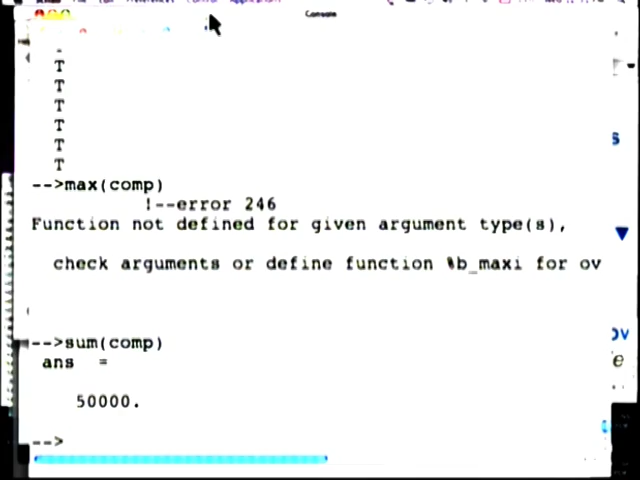 Console
T
T
T
T
T
T
-->max(comp)
!--error 246
Function not defined for given argument type(s),
check arguments or define function %b_maxi for ov
-->sum(comp)
ans =
50000.
-->
s
ov
e